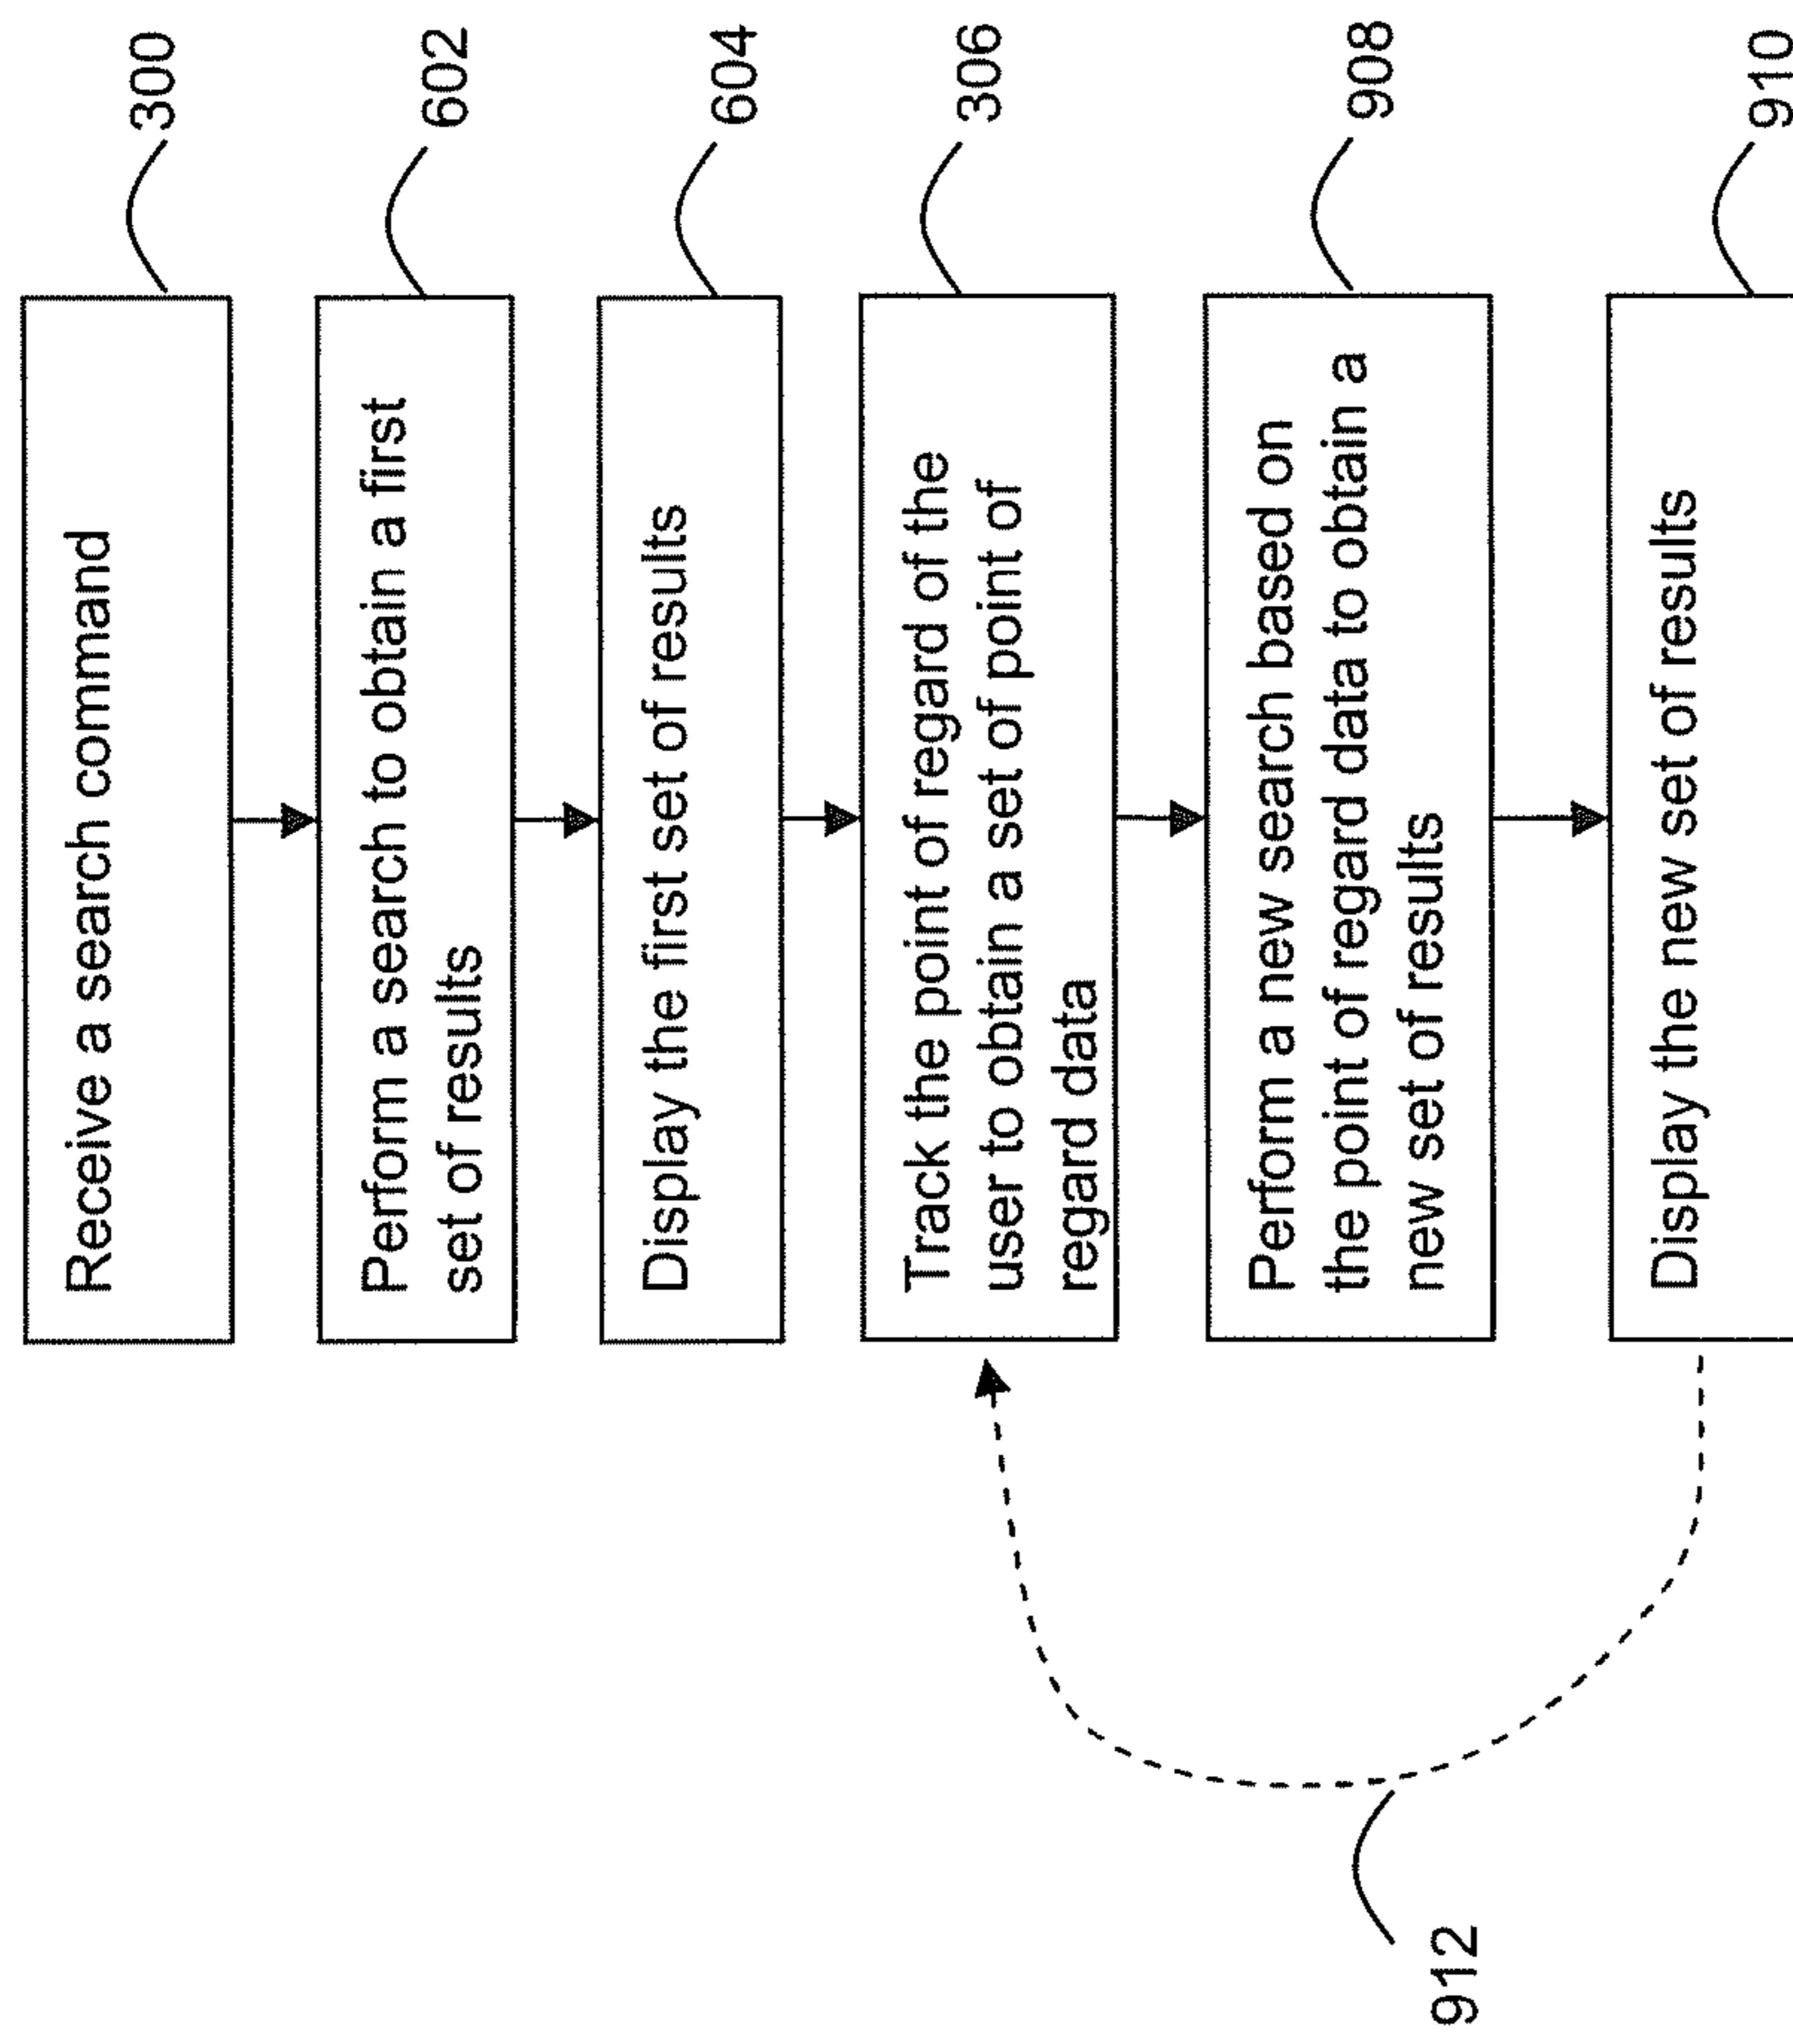 Receive a search command
300
Perform a search to obtain a first
set of results
602
Display the first set of results
604
Track the point of regard of the
user to obtain a set of point of
regard data
306
Perform a new search based on
the point of regard data to obtain a
new set of results
908
Display the new set of results
910
912